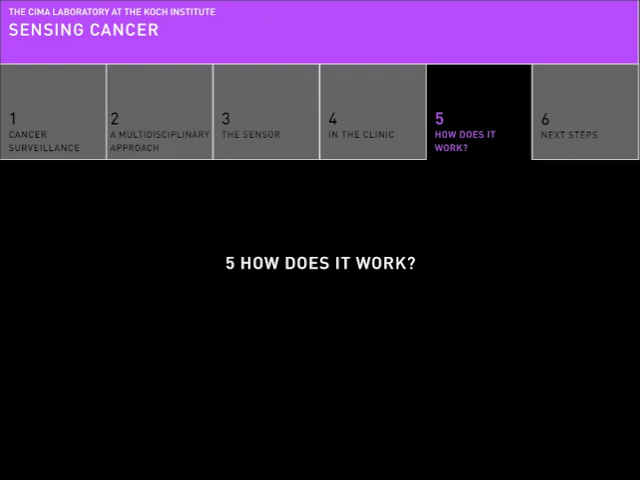 THE CIMA LABORATORY AT THE KOCH INSTITUTE
SENSING CANCER
1
CANCER
SURVEILLANCE
2
A MULTIDISCIPLINARY
APPROACH
3
THE SENSOR
4
IN THE CLINIC
5
HOW DOES IT
WORK?
6
NEXT STEPS
5 HOW DOES IT WORK?